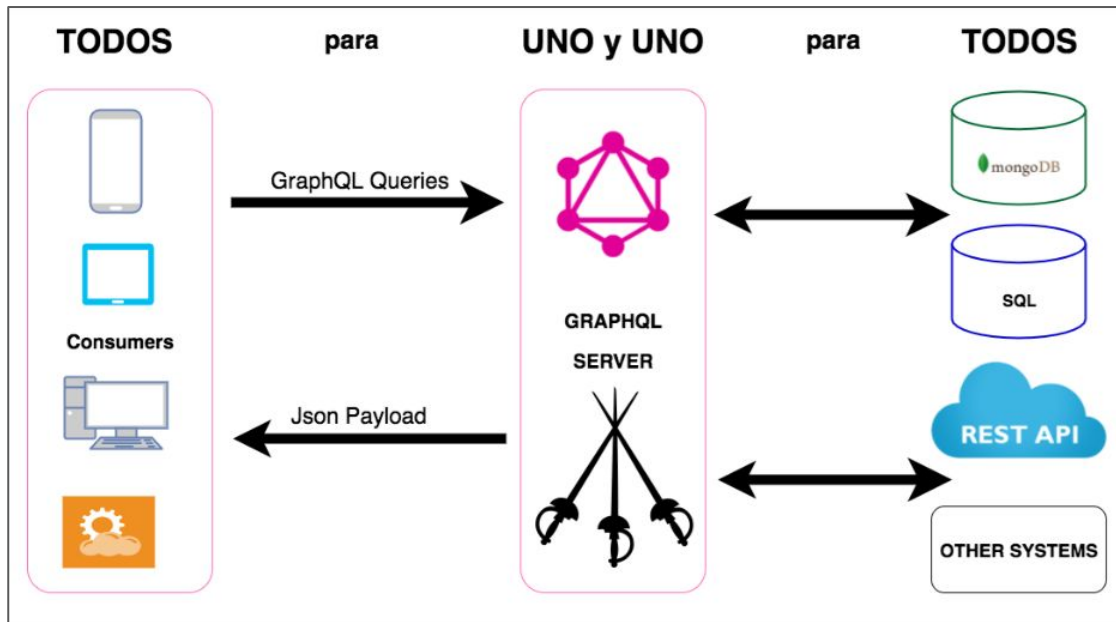 TODOS para UNO y UNO para TODOS
GraphQL Queries
mongoDB
SQL
Consumers
GRAPHQL
SERVER
Json Payload
REST API
OTHER SYSTEMS